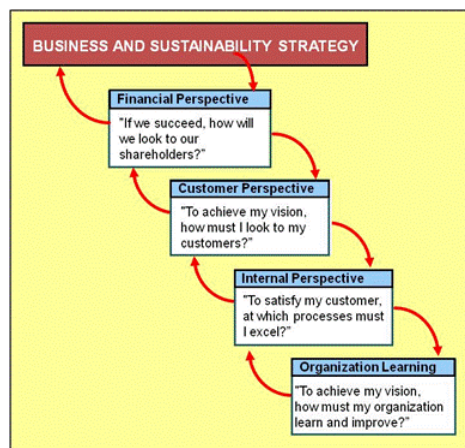 BUSINESS AND SUSTAINABILITY STRATEGY
Financial Perspective
"If we succeed, how will
we look to our
shareholders?"
Customer Perspective
"To achieve my vision,
how must I look to my
customers?"
Internal Perspective
"To satisfy my customer,
at which processes must
I excel?"
Organization Learning
"To achieve my vision,
how must my organization
learn and improve?"